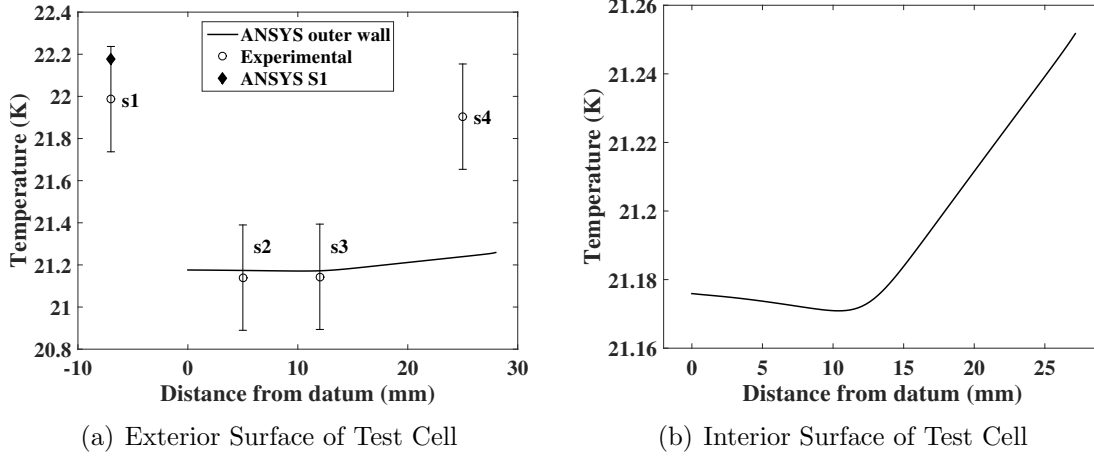 22.4
22.2
22
21.8
21.6
21.4
21.2
21
20.8
-10
0
10
20
30
Temperature (K)
Distance from datum (mm)
ANSYS outer wall
Experimental
ANSYS S1
s1
s2
s3
s4
(a) Exterior Surface of Test Cell
21.26
21.24
21.22
21.2
21.18
21.16
0
5
10
15
20
25
Temperature (K)
Distance from datum (mm)
(b) Interior Surface of Test Cell